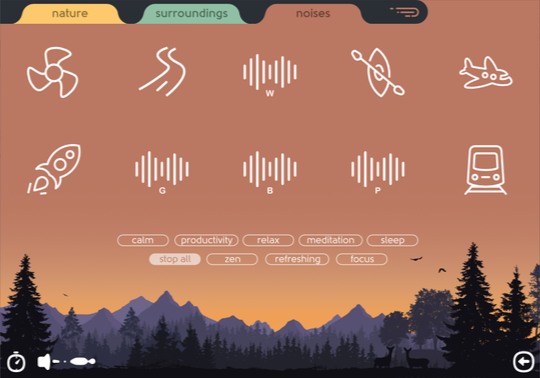 nature surroundings noises
W
G B P
calm productivity relax meditation sleep
stop all zen refreshing focus